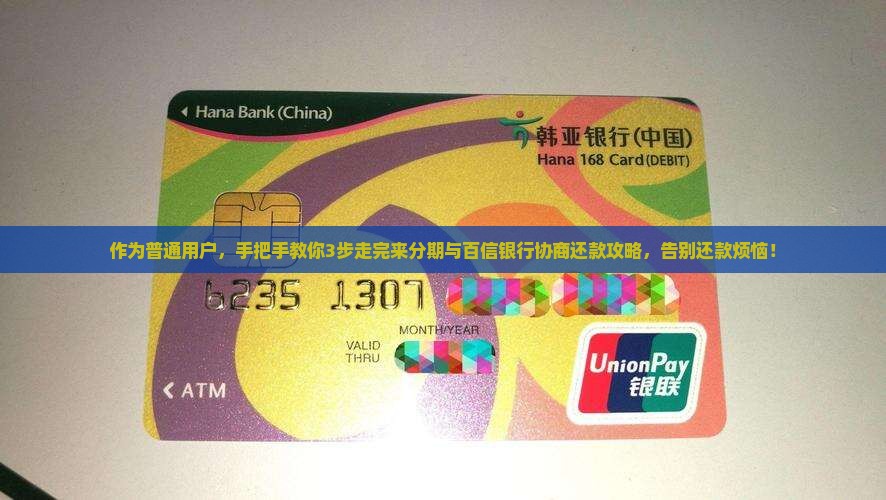 Hana Bank (China)
韩亚银行(中国)
Hana 168 Card(DEBIT)
作为普通用户，手把手教你3步走完来分期与百信银行协商还款攻略，告别还款烦恼！
6235 1307
MONTH/YEAR
VALID
THRU
ATM
UnionPay
银联